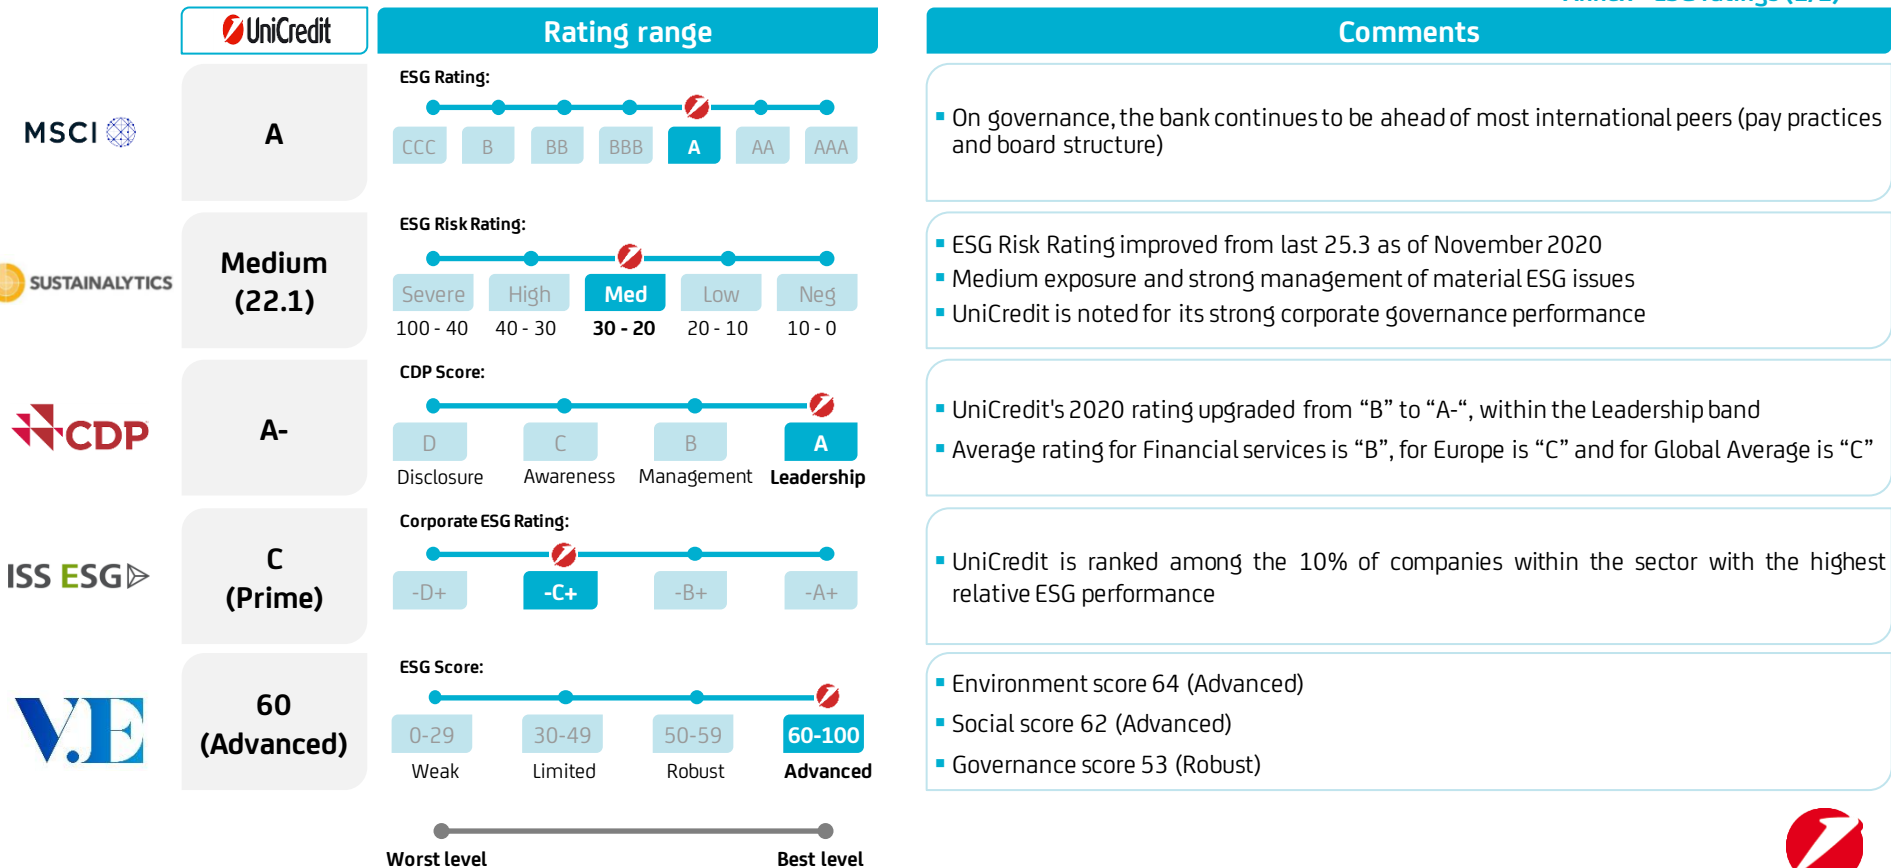 UniCredit
Rating range
Comments
MSCI
A
ESG Rating:
CCC B BB BBB A AA AAA
On governance, the bank continues to be ahead of most international peers (pay practices
and board structure)
SUSTAINALYTICS
Medium
(22.1)
ESG Risk Rating:
Severe High Med Low Neg
100 - 40 40 - 30 30 - 20 20 - 10 10 - 0
ESG Risk Rating improved from last 25.3 as of November 2020
Medium exposure and strong management of material ESG issues
UniCredit is noted for its strong corporate governance performance
CDP
A-
CDP Score:
D C B A
Disclosure Awareness Management Leadership
UniCredit's 2020 rating upgraded from “B” to “A-“, within the Leadership band
Average rating for Financial services is “B”, for Europe is “C” and for Global Average is “C”
ISS ESG
C
(Prime)
Corporate ESG Rating:
-D+ -C+ -B+ -A+
UniCredit is ranked among the 10% of companies within the sector with the highest
relative ESG performance
V.E
60
(Advanced)
ESG Score:
0-29 30-49 50-59 60-100
Weak Limited Robust Advanced
Environment score 64 (Advanced)
Social score 62 (Advanced)
Governance score 53 (Robust)
Worst level Best level